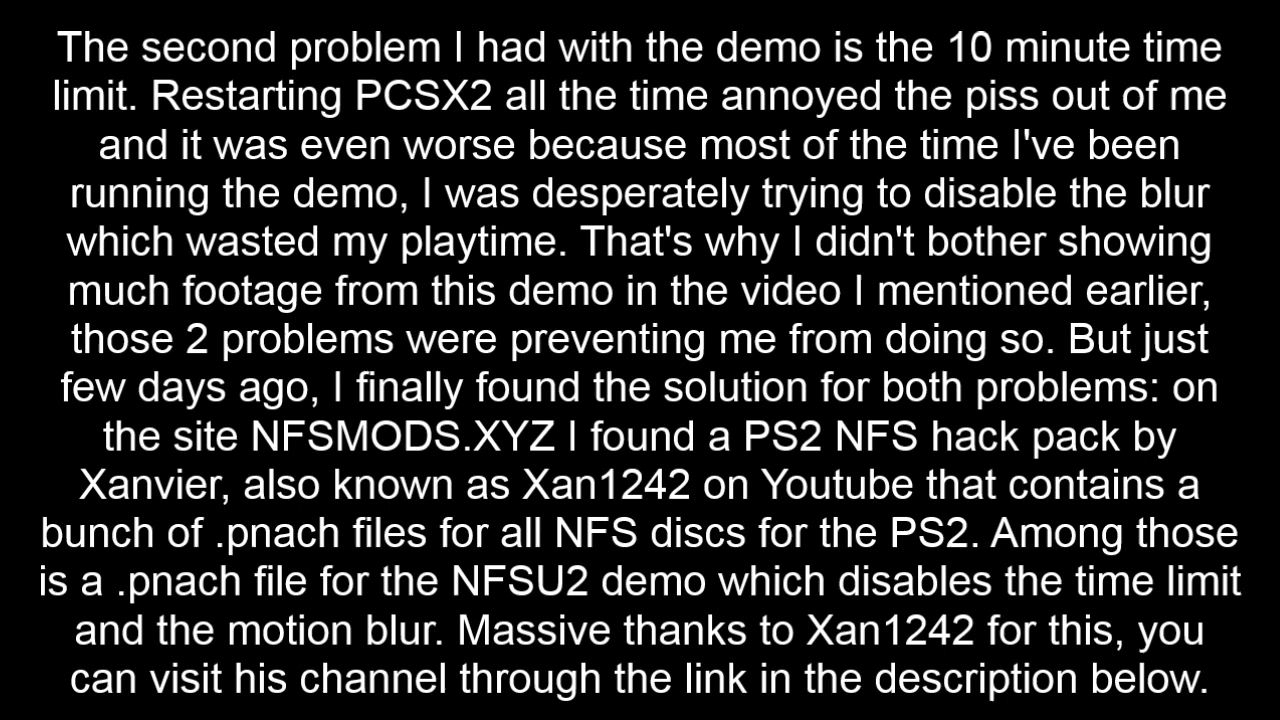 The second problem I had with the demo is the 10 minute time
limit. Restarting PCSX2 all the time annoyed the piss out of me
and it was even worse because most of the time I've been
running the demo, I was desperately trying to disable the blur
which wasted my playtime. That's why I didn't bother showing
much footage from this demo in the video I mentioned earlier,
those 2 problems were preventing me from doing so. But just
few days ago, I finally found the solution for both problems: on
the site NFSMODS.XYZ I found a PS2 NFS hack pack by
Xanvier, also known as Xan1242 on Youtube that contains a
bunch of .pnach files for all NFS discs for the PS2. Among those
is a .pnach file for the NFSU2 demo which disables the time limit
and the motion blur. Massive thanks to Xan1242 for this, you
can visit his channel through the link in the description below.